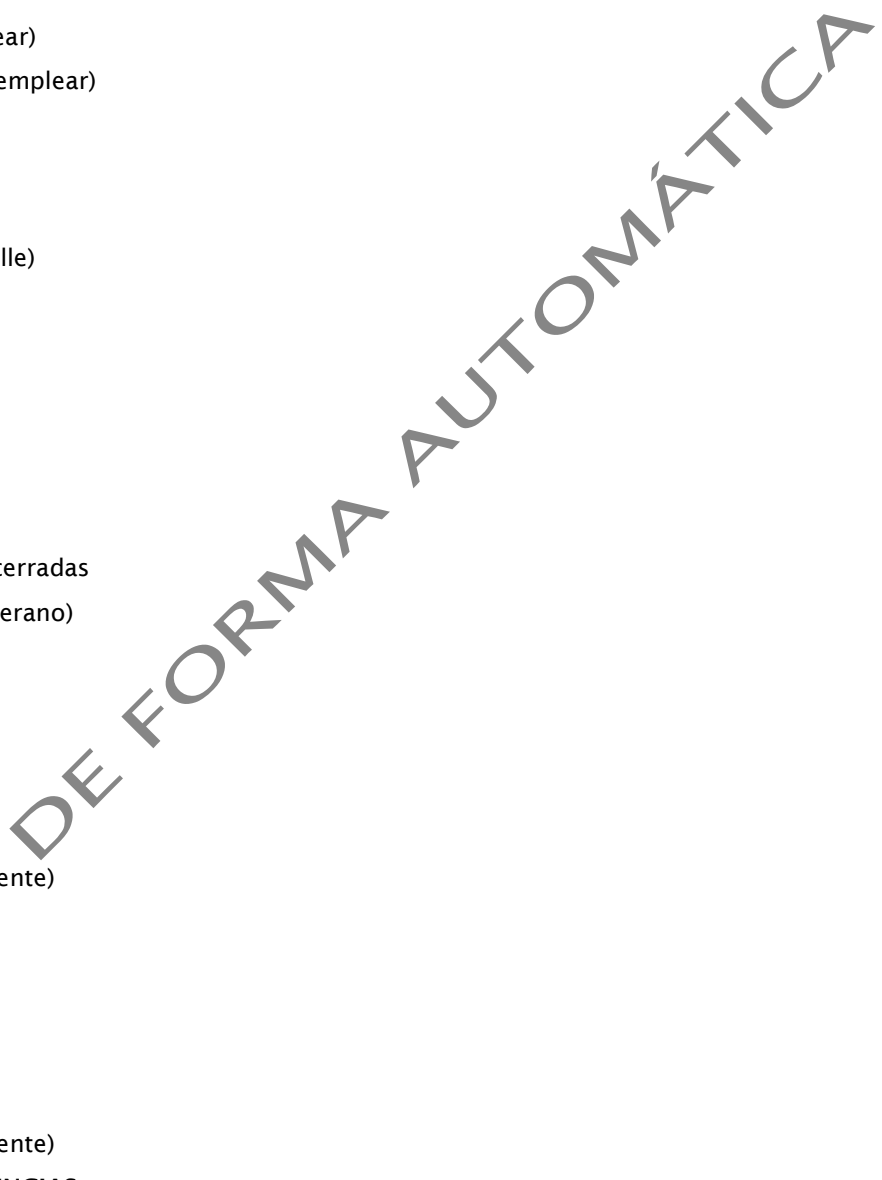 ear)
emplear)
lle)
terradas
erano)
DE FORMA AUTOMÁTICA
ente)
ente)